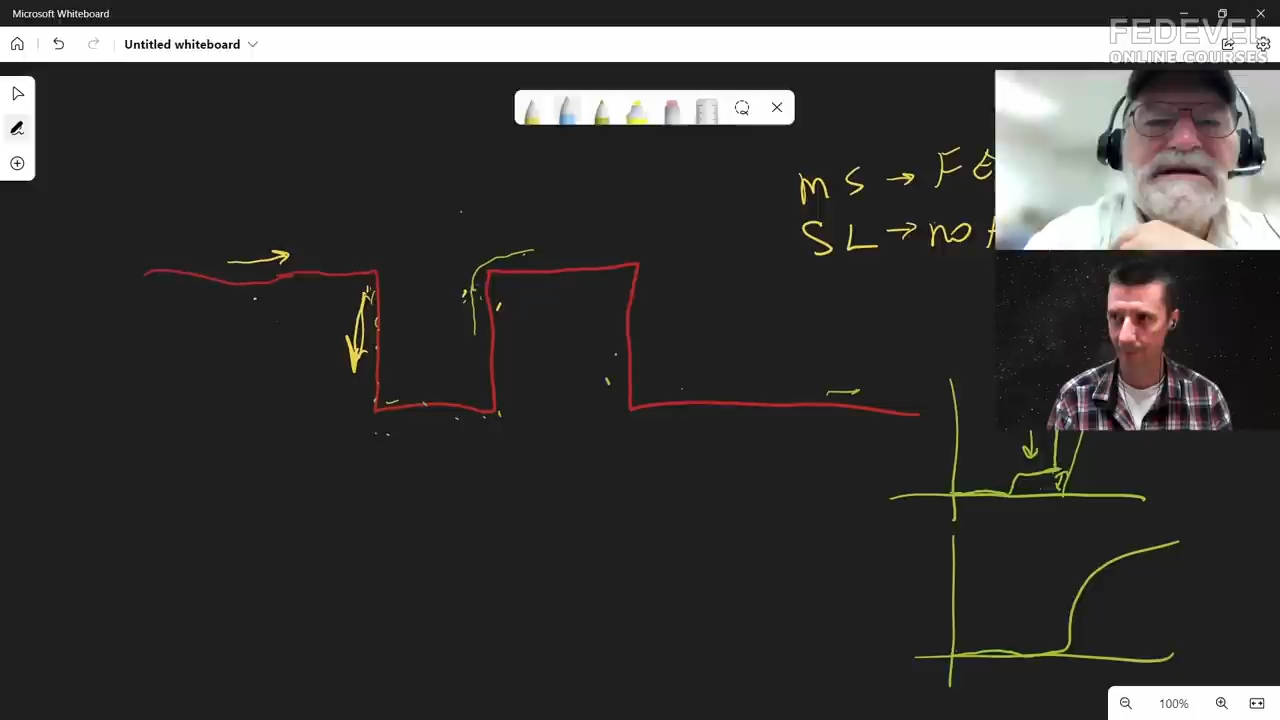 Microsoft Whiteboard
FEDEVEL
ONLINE COURSES
Untitled whiteboard
mS → FE
SL → no
100%